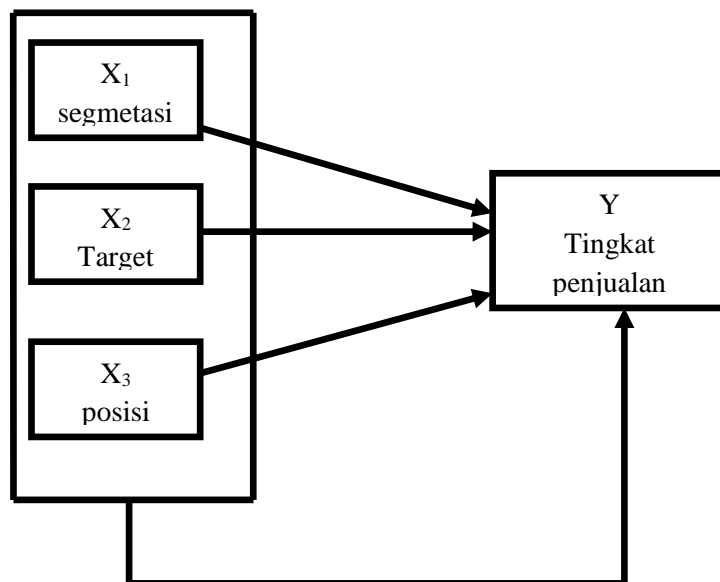 X₁
segmetasi
X₂
Target
X₃
posisi
Y
Tingkat
penjualan